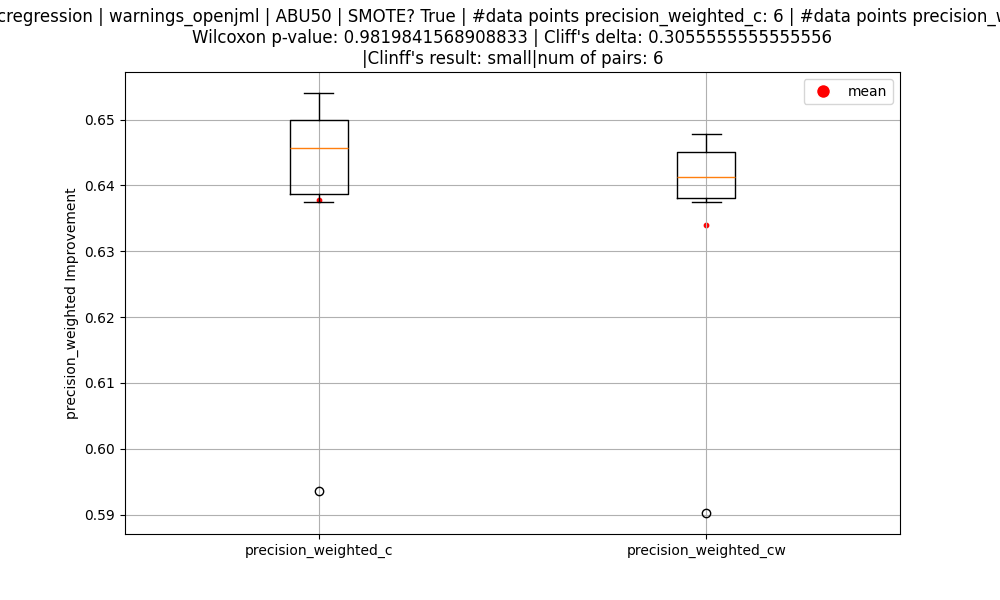 | warnings_openjml | ABU50 | SMOTE? True | #data points precision_weighted_c: 6 | #data points
Wilcoxon p-value: 0.9819841568908833 | Cliff's delta: 0.3055555555555556
|Clinff's result: small|num of pairs: 6
mean
0.65
0.64
0.63
0.62
0.61
0.60
0.59
precision_weighted Improvement
precision_weighted_c
precision_weighted_cw